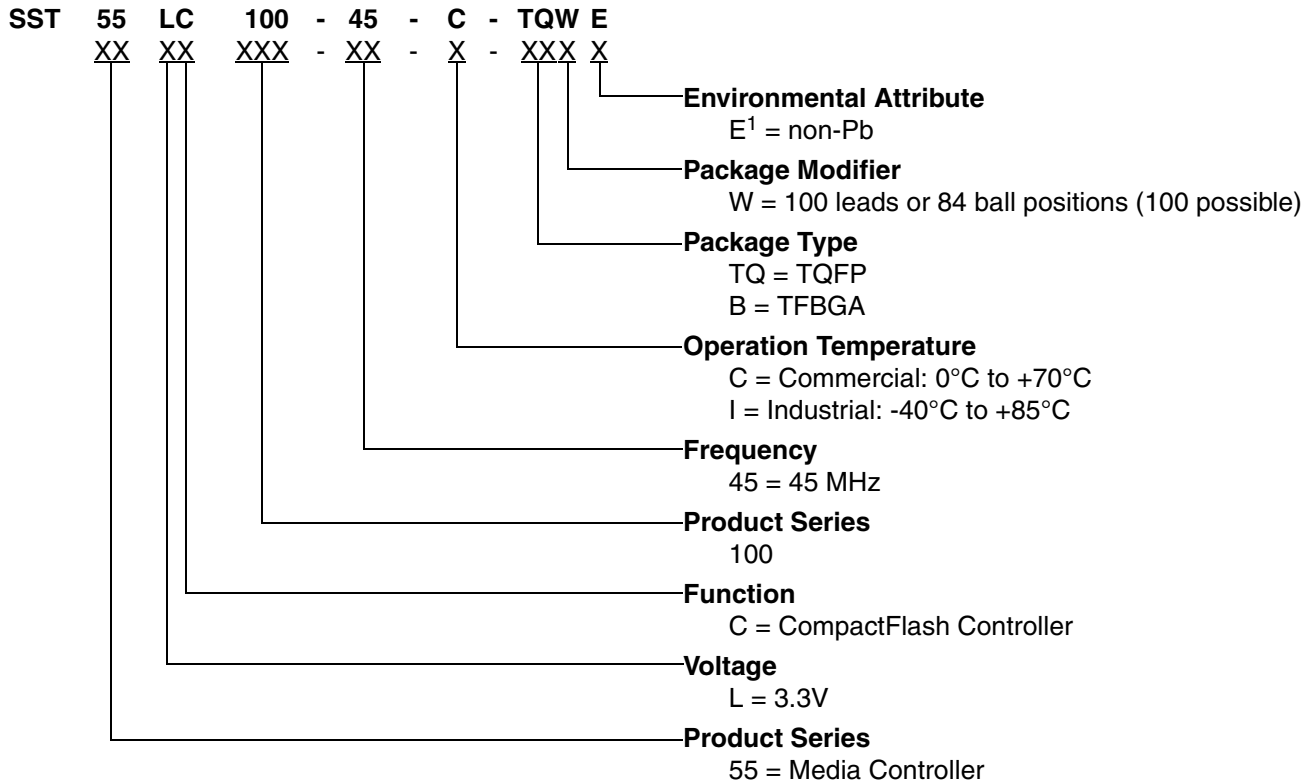 SST 55 LC 100 - 45 - C - TQW E
XX XX XXX - XX - X - XXX X
Environmental Attribute
E1 = non-Pb
Package Modifier
W = 100 leads or 84 ball positions (100 possible)
Package Type
TQ = TQFP
B = TFBGA
Operation Temperature
C = Commercial: 0°C to +70°C
I = Industrial: -40°C to +85°C
Frequency
45 = 45 MHz
Product Series
100
Function
C = CompactFlash Controller
Voltage
L = 3.3V
Product Series
55 = Media Controller